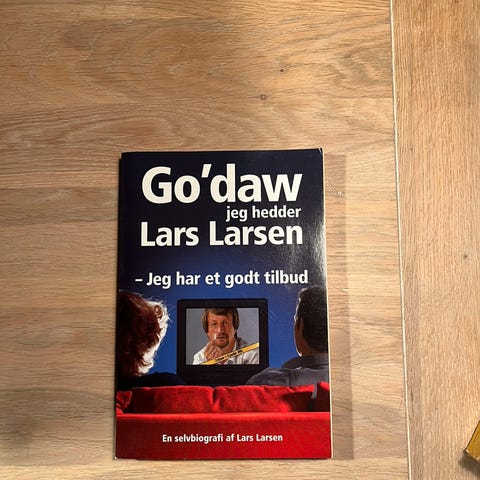 Go'daw
jeg hedder
Lars Larsen
– Jeg har et godt tilbud
En selvbiografi af Lars Larsen